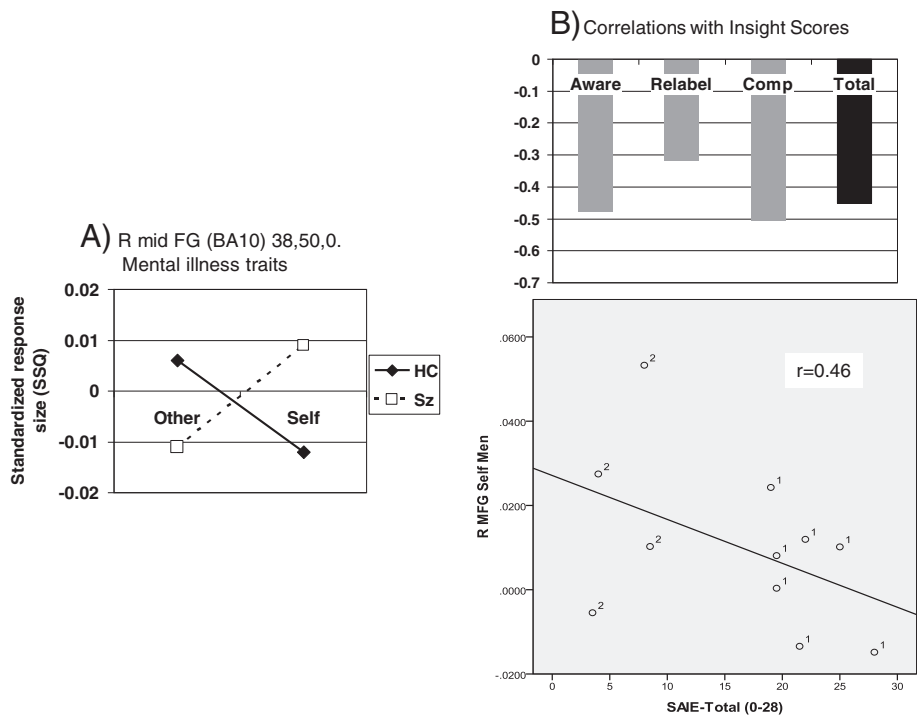 B) Correlations with Insight Scores
0
-0.1
-0.2
-0.3
-0.4
-0.5
-0.6
-0.7
Aware Relabel Comp Total
A) R mid FG (BA10) 38,50,0.
Mental illness traits
Standardized response
size (SSQ)
0.02
0.01
0
-0.01
-0.02
Other Self
HC
Sz
R MFG Self Men
.0600
.0400
.0200
.0000
-.0200
r=0.46
2
2
1
2
1
1
1
1
2
1
1
0 5 10 15 20 25 30
SAIE-Total (0-28)